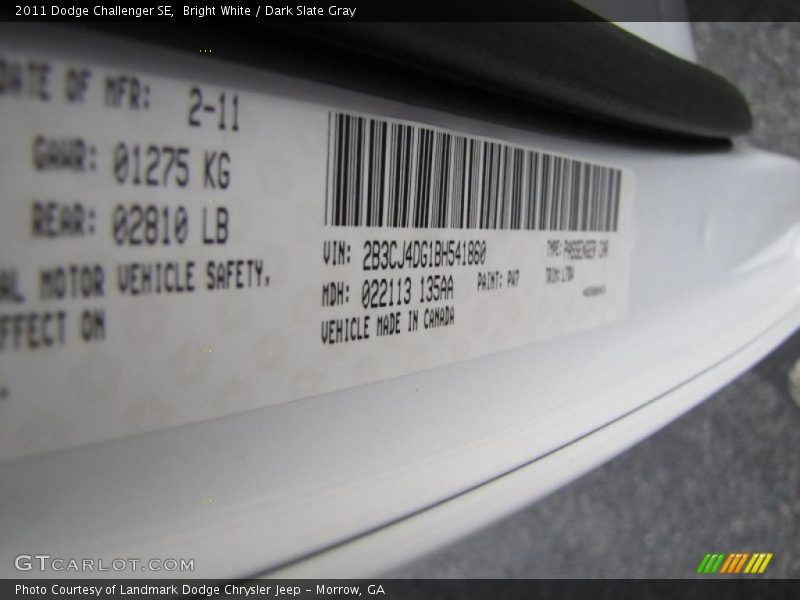 2011 Dodge Challenger SE, Bright White / Dark Slate Gray
DATE OF MFR: 2-11
GAWR: 01275 KG
REAR: 02810 LB
AL MOTOR VEHICLE SAFETY,
EFFECT ON
VIN: 2B3CJ4DG1BH541860
MDH: 022113 135AA
PAINT: PW7
VEHICLE MADE IN CANADA
TYPE: PASSENGER CAR
TRIM:
GTCARLOT.COM
Photo Courtesy of Landmark Dodge Chrysler Jeep - Morrow, GA